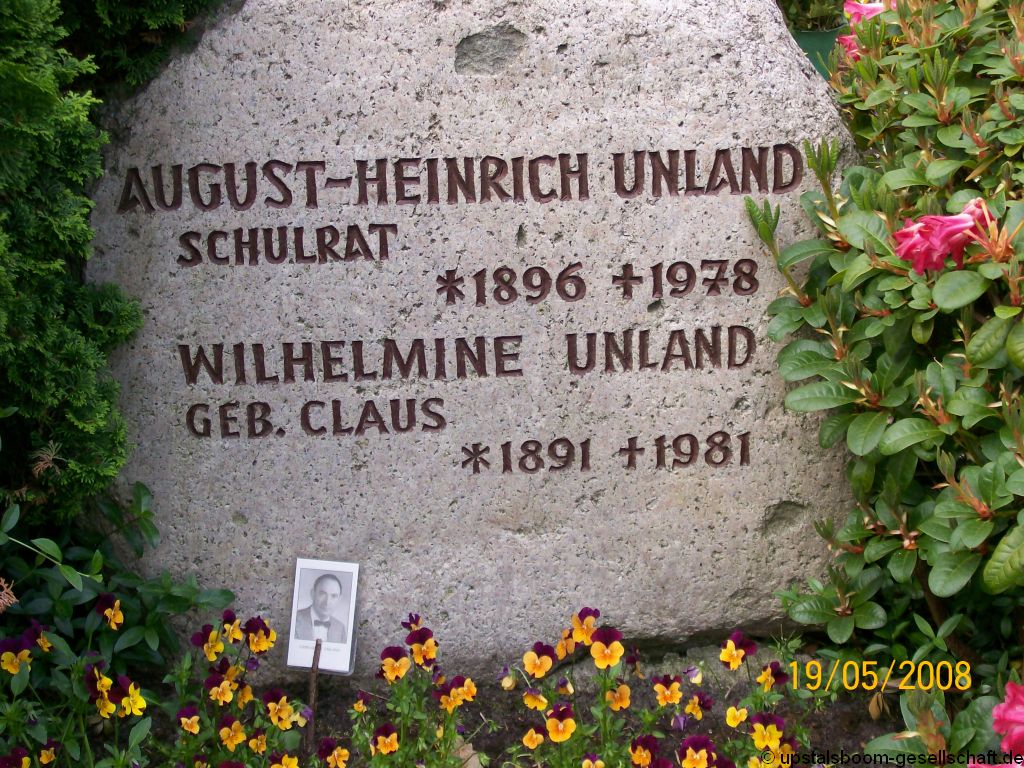 AUGUST-HEINRICH UNLAND
SCHULRAT
*1896 +1978
WILHELMINE UNLAND
GEB. CLAUS
*1891 +1981
19/05/2008
© upstalsboom-gesellschaft.de